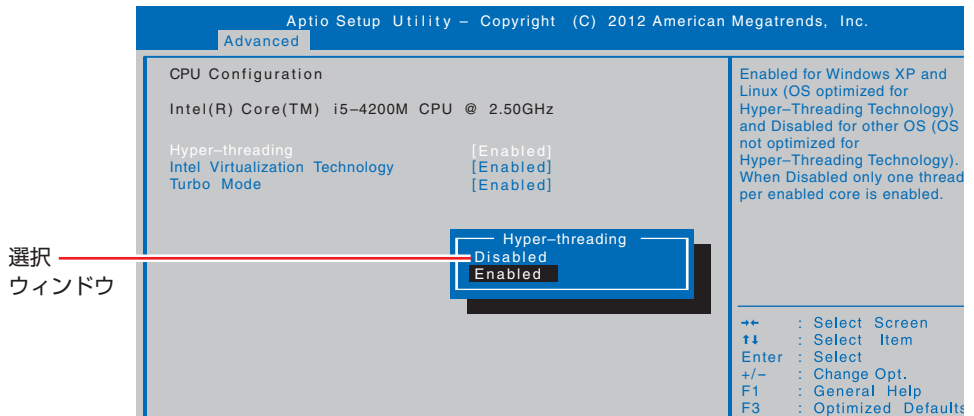 Aptio Setup Utility – Copyright (C) 2012 American Megatrends, Inc.
Advanced
CPU Configuration
Intel(R) Core(TM) i5-4200M CPU @ 2.50GHz
Hyper–threading [Enabled]
Intel Virtualization Technology [Enabled]
Turbo Mode [Enabled]
Hyper–threading
Disabled
Enabled
選択
ウィンドウ
Enabled for Windows XP and
Linux (OS optimized for
Hyper–Threading Technology)
and Disabled for other OS (OS
not optimized for
Hyper–Threading Technology).
When Disabled only one thread
per enabled core is enabled.
→← : Select Screen
↑↓ : Select Item
Enter : Select
+/– : Change Opt.
F1 : General Help
F3 : Optimized Defaults